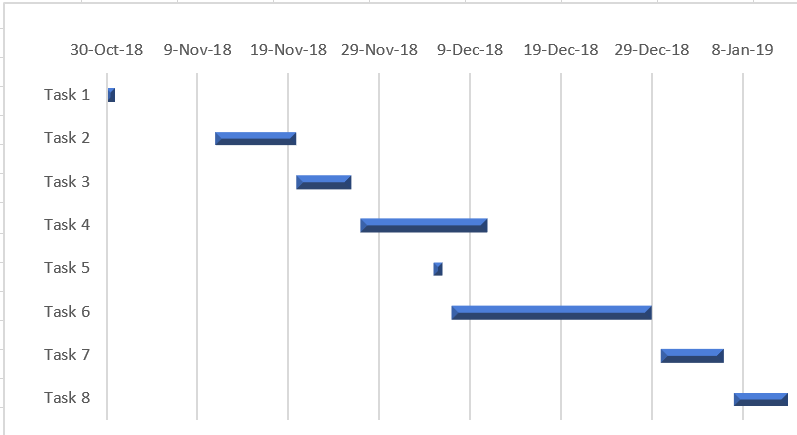 30-Oct-18 9-Nov-18 19-Nov-18 29-Nov-18 9-Dec-18 19-Dec-18 29-Dec-18 8-Jan-19
Task 1
Task 2
Task 3
Task 4
Task 5
Task 6
Task 7
Task 8